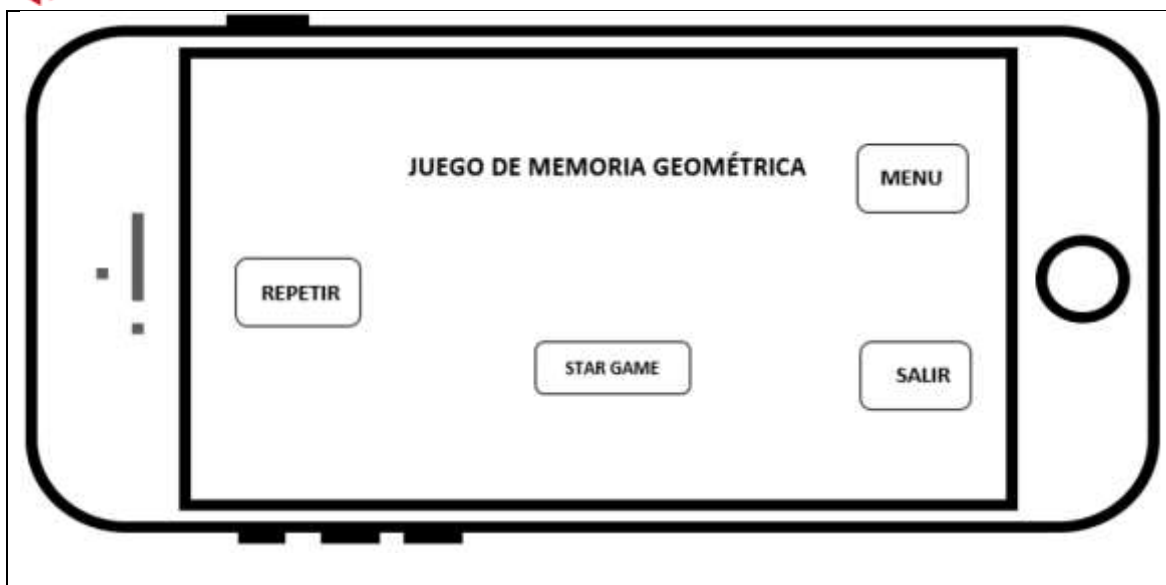 JUEGO DE MEMORIA GEOMÉTRICA
MENU
REPETIR
STAR GAME
SALIR